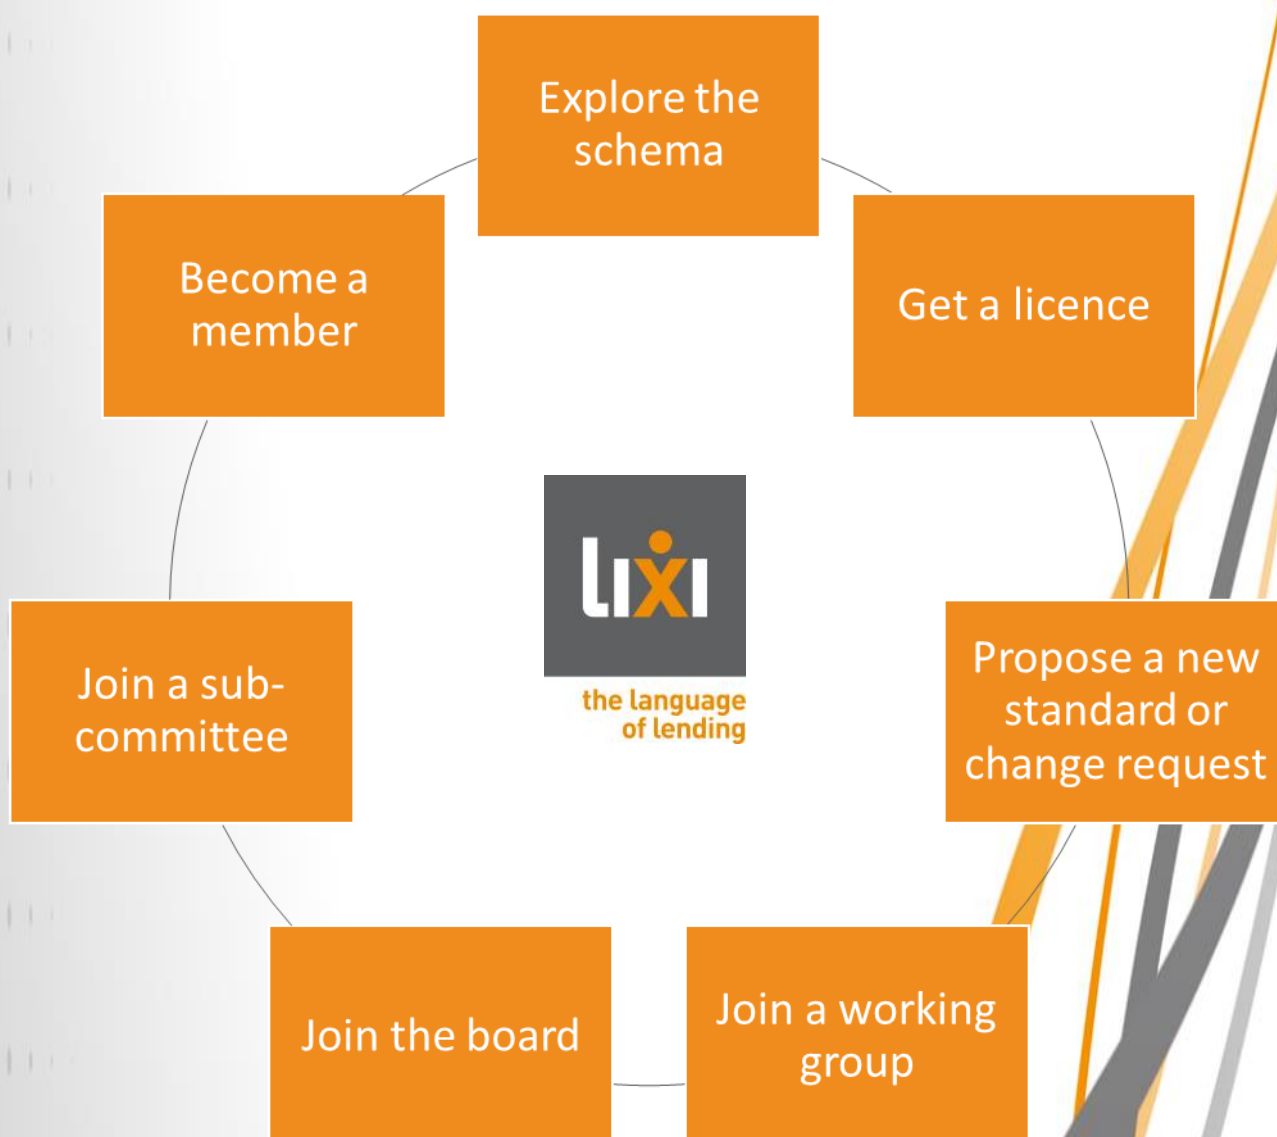 Explore the
schema
Become a
member
Get a licence
lixi
the language
of lending
Join a sub-
committee
Propose a new
standard or
change request
Join the board
Join a working
group